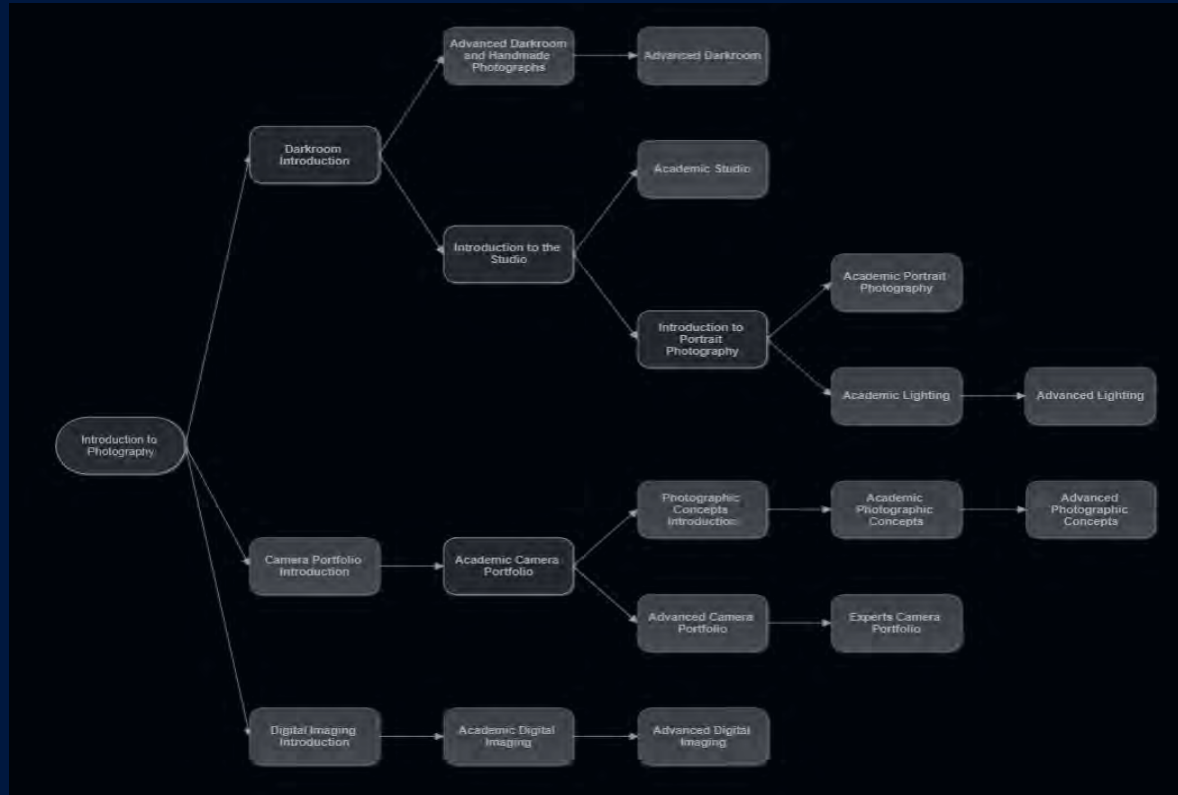 Advanced Darkroom
and Handmade
Photographs
Advanced Darkroom
Darkroom
Introduction
Academic Studio
Introduction to the
Studio
Academic Portrait
Photography
Introduction to
Portrait
Photography
Academic Lighting
Advanced Lighting
Introduction to
Photography
Photographic
Concepts
Introduction
Academic
Photographic
Concepts
Advanced
Photographic
Concepts
Camera Portfolio
Introduction
Academic Camera
Portfolio
Advanced Camera
Portfolio
Experts Camera
Portfolio
Digital Imaging
Introduction
Academic Digital
Imaging
Advanced Digital
Imaging